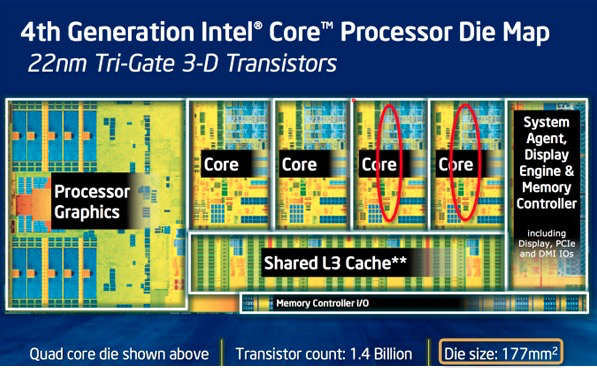 4th Generation Intel® Core™ Processor Die Map
22nm Tri-Gate 3-D Transistors
Processor
Graphics
Core
Core
Core
Core
System
Agent,
Display
Engine &
Memory
Controller
including
Display, PCIe
and DMI IOs
Shared L3 Cache**
Memory Controller I/O
Quad core die shown above
Transistor count: 1.4 Billion
Die size: 177mm²